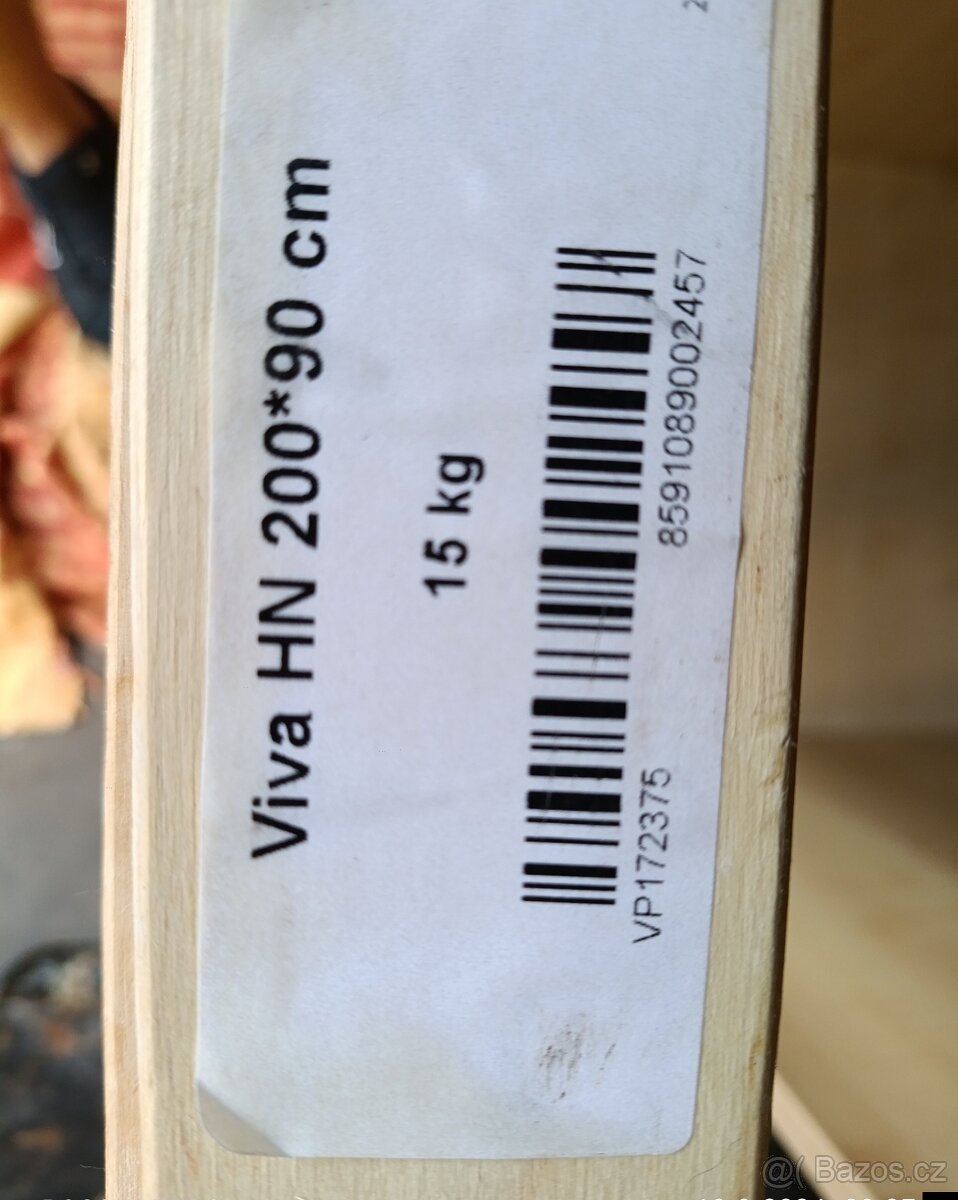 Viva HN 200*90 cm
15 kg
VP172375
8591089002457
@( Bazos.cz